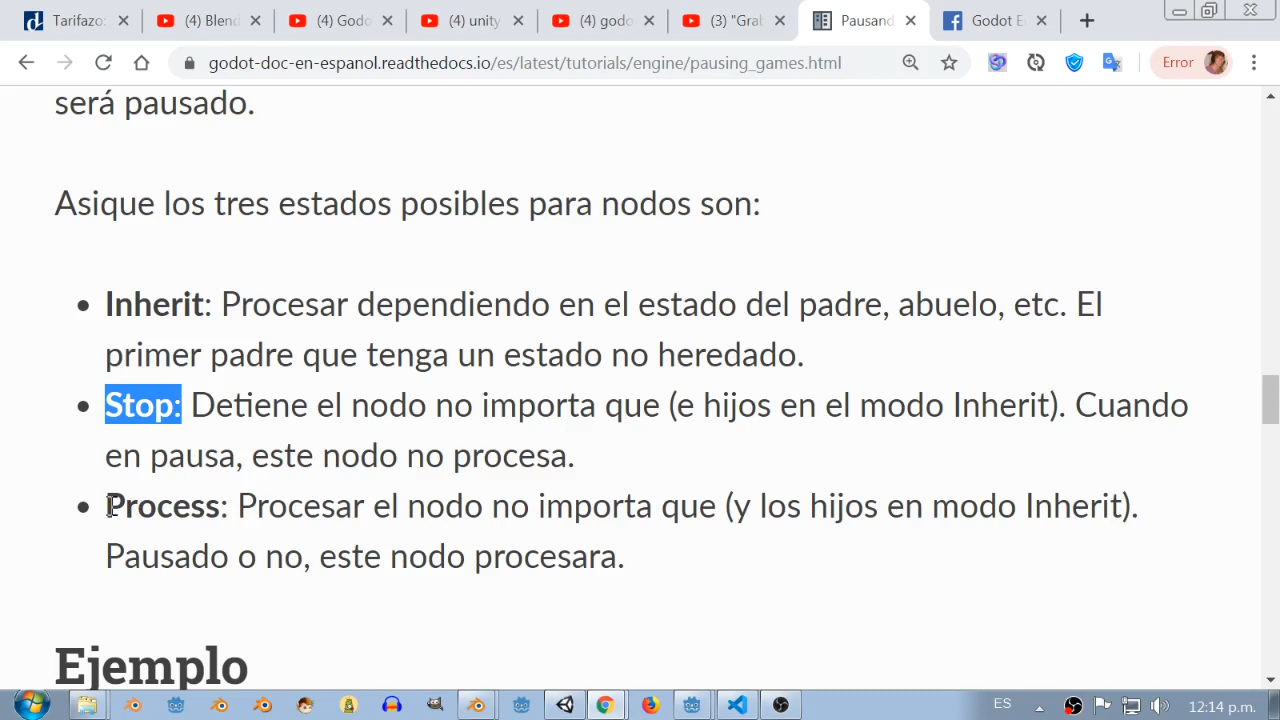 Tarifazo:
(4) Blend
(4) Godo
(4) unity
(4) godo
(3) "Grab
Pausand
Godot E
godot-doc-en-espanol.readthedocs.io/es/latest/tutorials/engine/pausing_games.html
Error
será pausado.
Asique los tres estados posibles para nodos son:
Inherit: Procesar dependiendo en el estado del padre, abuelo, etc. El
primer padre que tenga un estado no heredado.
Stop: Detiene el nodo no importa que (e hijos en el modo Inherit). Cuando
en pausa, este nodo no procesa.
Process: Procesar el nodo no importa que (y los hijos en modo Inherit).
Pausado o no, este nodo procesara.
Ejemplo
ES
12:14 p.m.